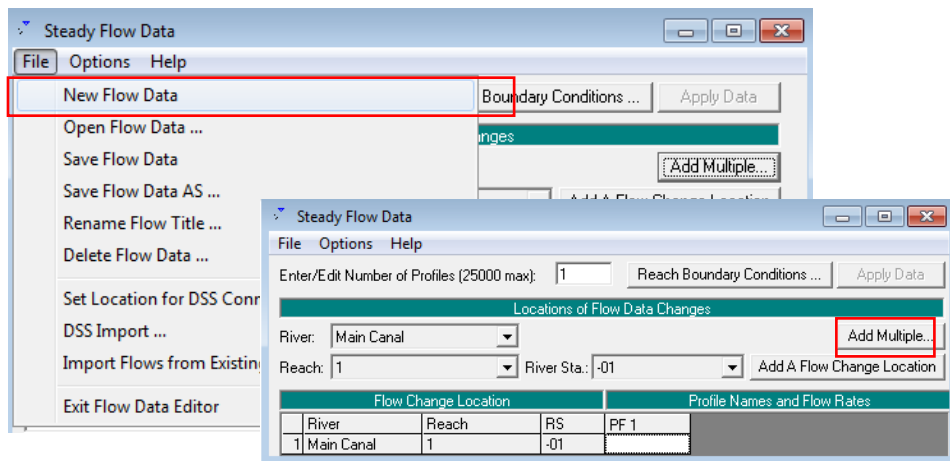 Steady Flow Data
File Options Help
New Flow Data
Boundary Conditions ... Apply Data
Open Flow Data ...
nges
Save Flow Data
Add Multiple...
Save Flow Data AS ...
Add A Flow Change Location
Rename Flow Title ...
Delete Flow Data ...
Set Location for DSS Conn
DSS Import ...
Import Flows from Existing
Exit Flow Data Editor
Steady Flow Data
File Options Help
Enter/Edit Number of Profiles (25000 max): 1 Reach Boundary Conditions ... Apply Data
Locations of Flow Data Changes
River: Main Canal Add Multiple...
Reach: 1 River Sta.: -01 Add A Flow Change Location
Flow Change Location Profile Names and Flow Rates
River Reach RS PF 1
1 Main Canal 1 -01